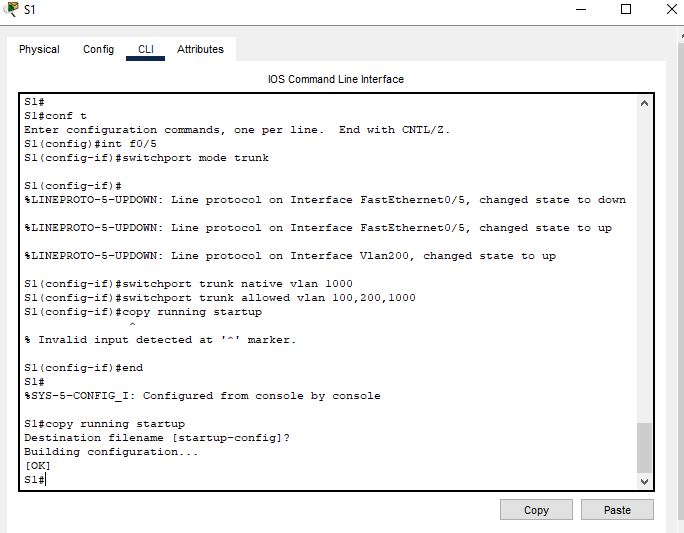 S1
Physical Config CLI Attributes
IOS Command Line Interface
S1#
S1#conf t
Enter configuration commands, one per line.  End with CNTL/Z.
S1(config)#int f0/5
S1(config-if)#switchport mode trunk
S1(config-if)#
%LINEPROTO-5-UPDOWN: Line protocol on Interface FastEthernet0/5, changed state to down
%LINEPROTO-5-UPDOWN: Line protocol on Interface FastEthernet0/5, changed state to up
%LINEPROTO-5-UPDOWN: Line protocol on Interface Vlan200, changed state to up
S1(config-if)#switchport trunk native vlan 1000
S1(config-if)#switchport trunk allowed vlan 100,200,1000
S1(config-if)#copy running startup
^
% Invalid input detected at '^' marker.
S1(config-if)#end
S1#
%SYS-5-CONFIG_I: Configured from console by console
S1#copy running startup
Destination filename [startup-config]?
Building configuration...
[OK]
S1#
Copy Paste